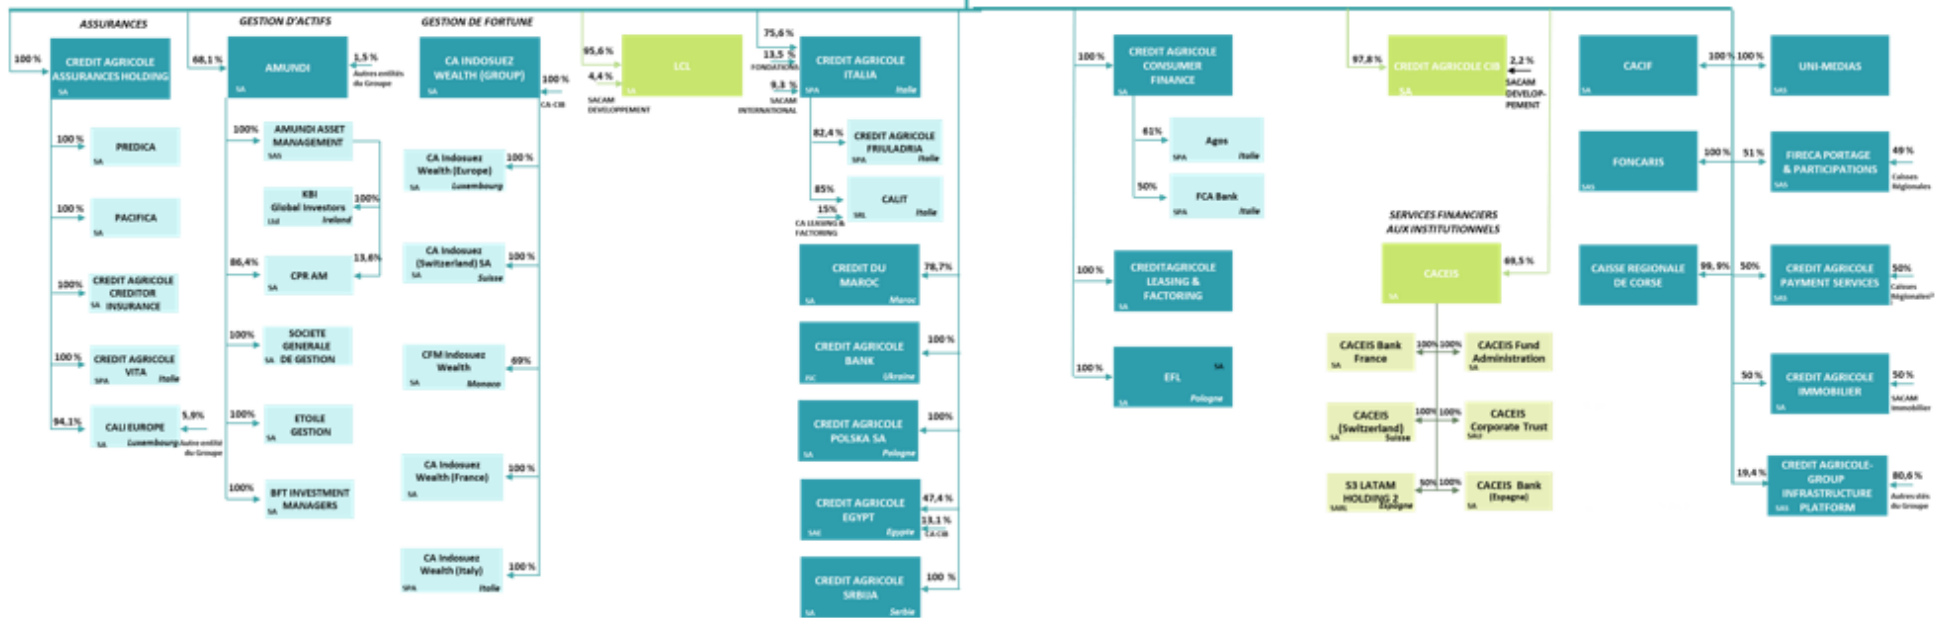 ASSURANCES
100 %
CREDIT AGRICOLE
ASSURANCES HOLDING
SA
100 %
PREDICA
SA
100 %
PACIFICA
SA
100%
CREDIT AGRICOLE
CREDITOR
INSURANCE
SA
100 %
CREDIT AGRICOLE
VITA
SPA
Italie
94,1%
CALI EUROPE
SA
Luxembourg
5,9%
Autre entité
du Groupe
GESTION D'ACTIFS
68,1%
AMUNDI
SA
1,5 %
Autres entités
du Groupe
100%
AMUNDI ASSET
MANAGEMENT
SAS
KBI
Global Investors
Ltd
Ireland
100%
86,4%
CPR AM
SA
13,6%
100%
SOCIETE
GENERALE
SA DE GESTION
100%
ETOILE
GESTION
SA
100%
BFT INVESTMENT
MANAGERS
SA
GESTION DE FORTUNE
CA INDOSUEZ
WEALTH (GROUP)
SA
100 %
CA-CIB
CA Indosuez
Wealth (Europe)
SA
Luxembourg
100 %
CA Indosuez
(Switzerland) SA
SA
Suisse
100 %
CFM Indosuez
Wealth
SA
Monaco
69%
CA Indosuez
Wealth (France)
SA
100 %
CA Indosuez
Wealth (Italy)
SPA
Italie
100 %
95,6%
4,4 %
SACAM
DEVELOPPEMENT
LCL
SA
75,6 %
13,5 %
FONDATIONS
9,3 %
SACAM
INTERNATIONAL
CREDIT AGRICOLE
ITALIA
SPA
Italie
82,4 %
CREDIT AGRICOLE
FRIULADRIA
SPA
Italie
85%
15%
CA LEASING &
FACTORING
CALIT
SRL
Italie
CREDIT DU
MAROC
SA
Maroc
78,7%
CREDIT AGRICOLE
BANK
JSC
Ukraine
100 %
CREDIT AGRICOLE
POLSKA SA
SA
Pologne
100%
CREDIT AGRICOLE
EGYPT
SAE
Egypte
47,4 %
13,1 %
CA CIB
CREDIT AGRICOLE
SRBIJA
SA
Serbie
100 %
100 %
CREDIT AGRICOLE
CONSUMER
FINANCE
SA
61%
Agos
SPA
Italie
50%
FCA Bank
SPA
Italie
100 %
CREDIT AGRICOLE
LEASING &
FACTORING
SA
100 %
EFL
SA
SA
Pologne
97,8%
CREDIT AGRICOLE CIB
SA
2,2 %
SACAM
DEVELOP-
PEMENT
SERVICES FINANCIERS
AUX INSTITUTIONNELS
CACEIS
SA
69,5 %
CACEIS Bank
France
SA
100% 100%
CACEIS Fund
Administration
SA
CACEIS
(Switzerland)
SA
Suisse
100% 100%
CACEIS
Corporate Trust
SAU
S3 LATAM
HOLDING 2
SARL
Espagne
50% 100%
CACEIS Bank
(Espagne)
SA
CACIF
SAS
100% 100%
UNI-MEDIAS
SAS
FONCARIS
SAS
100 % 51 %
FIRECA PORTAGE
& PARTICIPATIONS
SAS
49 %
Caisses
Régionales
CAISSE REGIONALE
DE CORSE
99, 9% 50%
CREDIT AGRICOLE
PAYMENT SERVICES
SAS
50%
Caisses
Régionales
50 %
CREDIT AGRICOLE
IMMOBILIER
SA
50 %
SACAM
Immobilier
19,4 %
CREDIT AGRICOLE-
GROUP
INFRASTRUCTURE
PLATFORM
SAS
80,6 %
du Groupe